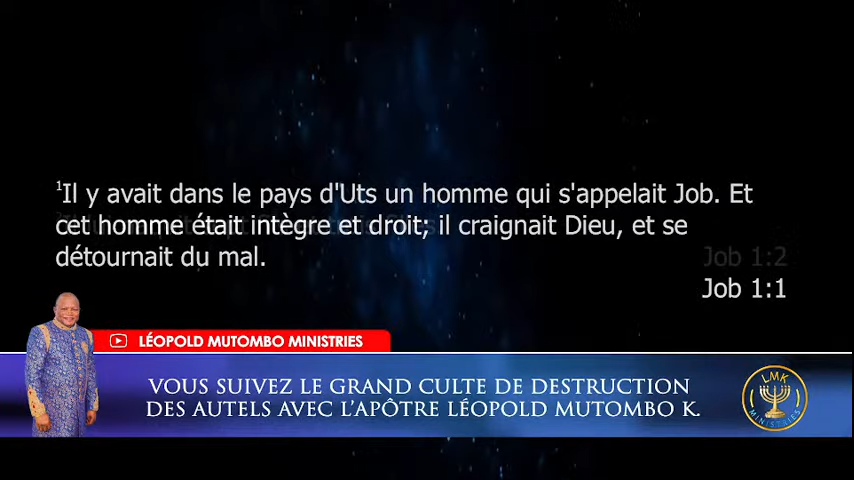 ¹Il y avait dans le pays d'Uts un homme qui s'appelait Job. Et
cet homme était intègre et droit; il craignait Dieu, et se
détournait du mal.
Job 1:2
Job 1:1
LÉOPOLD MUTOMBO MINISTRIES
VOUS SUIVEZ LE GRAND CULTE DE DESTRUCTION
DES AUTELS AVEC L'APÔTRE LÉOPOLD MUTOMBO K.
LMK
MINISTRIES